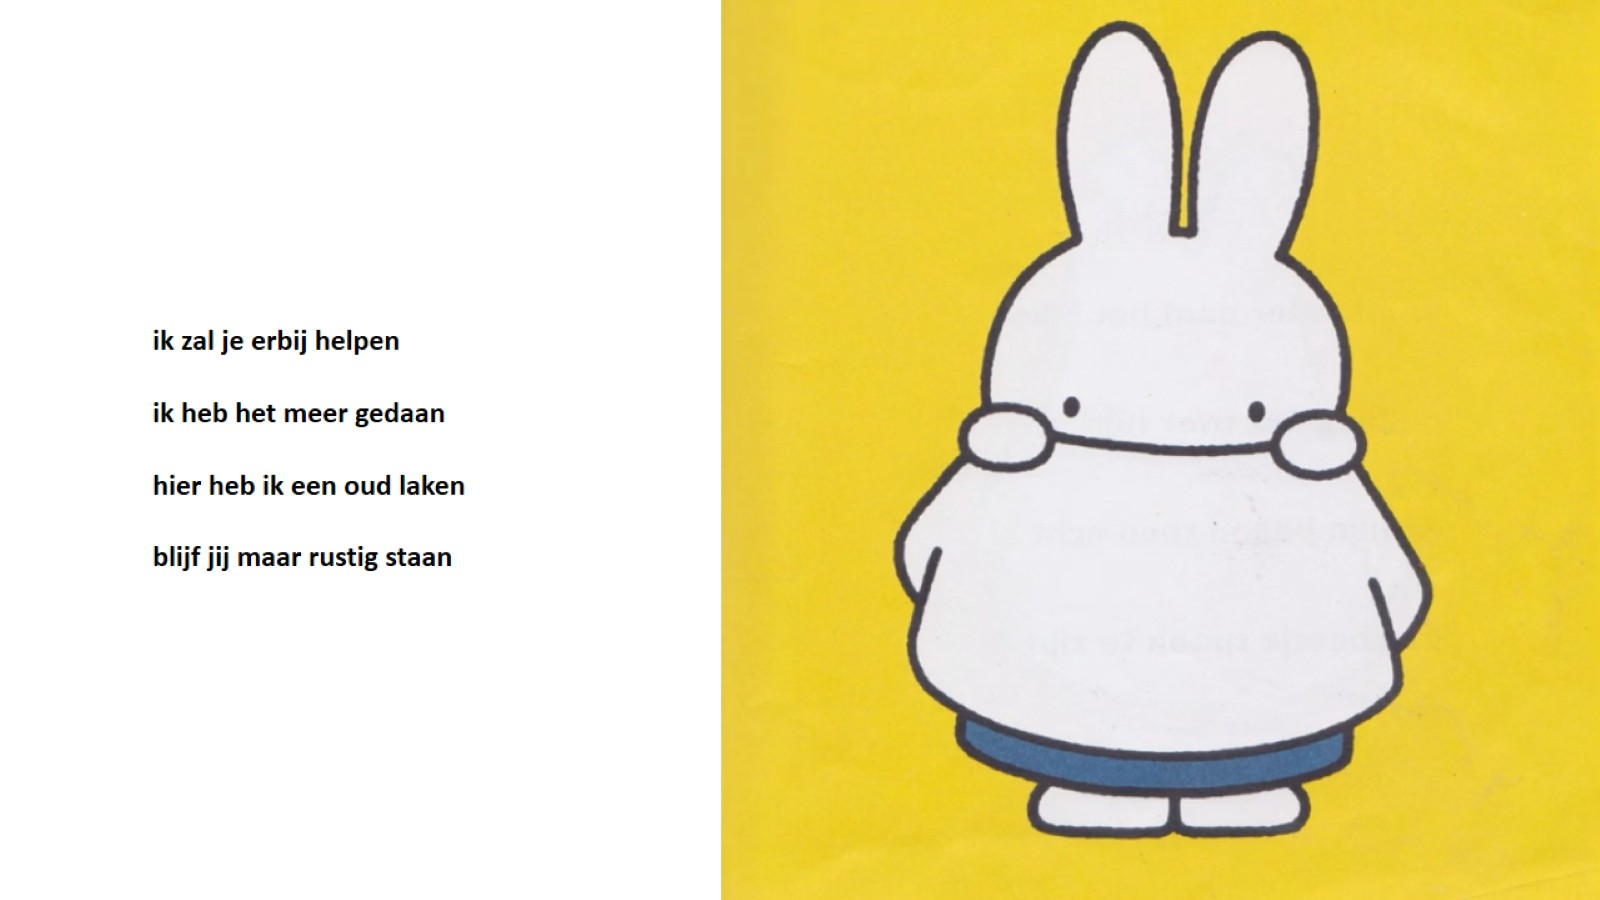 ik zal je erbij helpen
ik heb het meer gedaan
hier heb ik een oud laken
blijf jij maar rustig staan